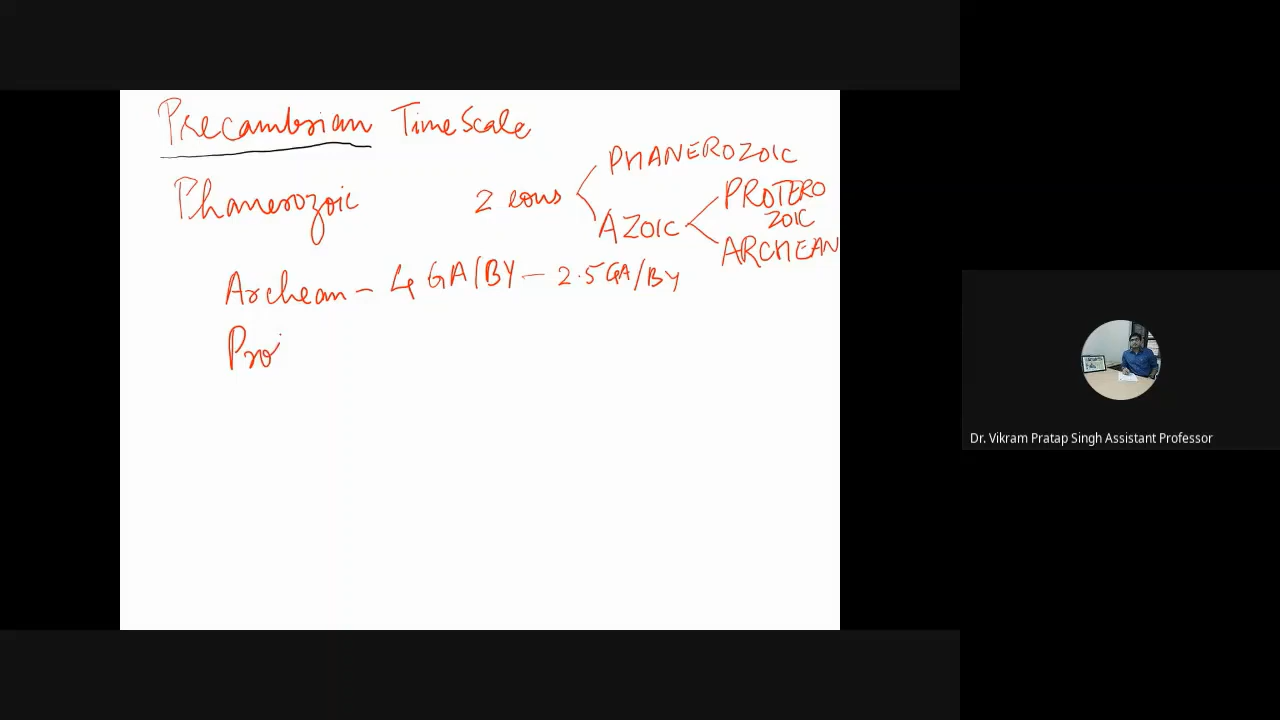 Precambrian Time Scale
Phanerozoic
2 eons
PHANEROZOIC
AZOIC
PROTERO
ZOIC
ARCHEAN
Archean - 4 GA/BY - 2.5 GA/BY
Pro
Dr. Vikram Pratap Singh Assistant Professor